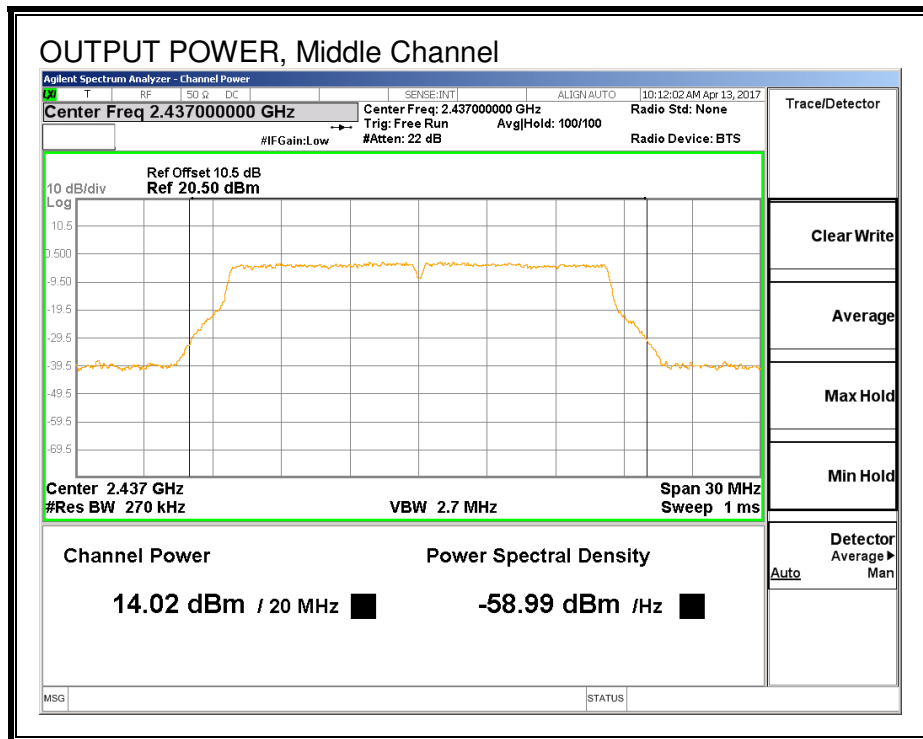 OUTPUT POWER, Middle Channel
Agilent Spectrum Analyzer - Channel Power
LXI T RF 50 Ω DC SENSE:INT ALIGN AUTO 10:12:02 AM Apr 13, 2017
Center Freq 2.437000000 GHz
Center Freq: 2.437000000 GHz Radio Std: None
Trig: Free Run Avg|Hold: 100/100
#IFGain:Low #Atten: 22 dB Radio Device: BTS
Trace/Detector
Ref Offset 10.5 dB
10 dB/div Ref 20.50 dBm
Log
10.5
0.500
-9.50
-19.5
-29.5
-39.5
-49.5
-59.5
-69.5
Center 2.437 GHz Span 30 MHz
#Res BW 270 kHz VBW 2.7 MHz Sweep 1 ms
Clear Write
Average
Max Hold
Min Hold
Detector
Average
Auto Man
Channel Power Power Spectral Density
14.02 dBm / 20 MHz -58.99 dBm /Hz
MSG STATUS